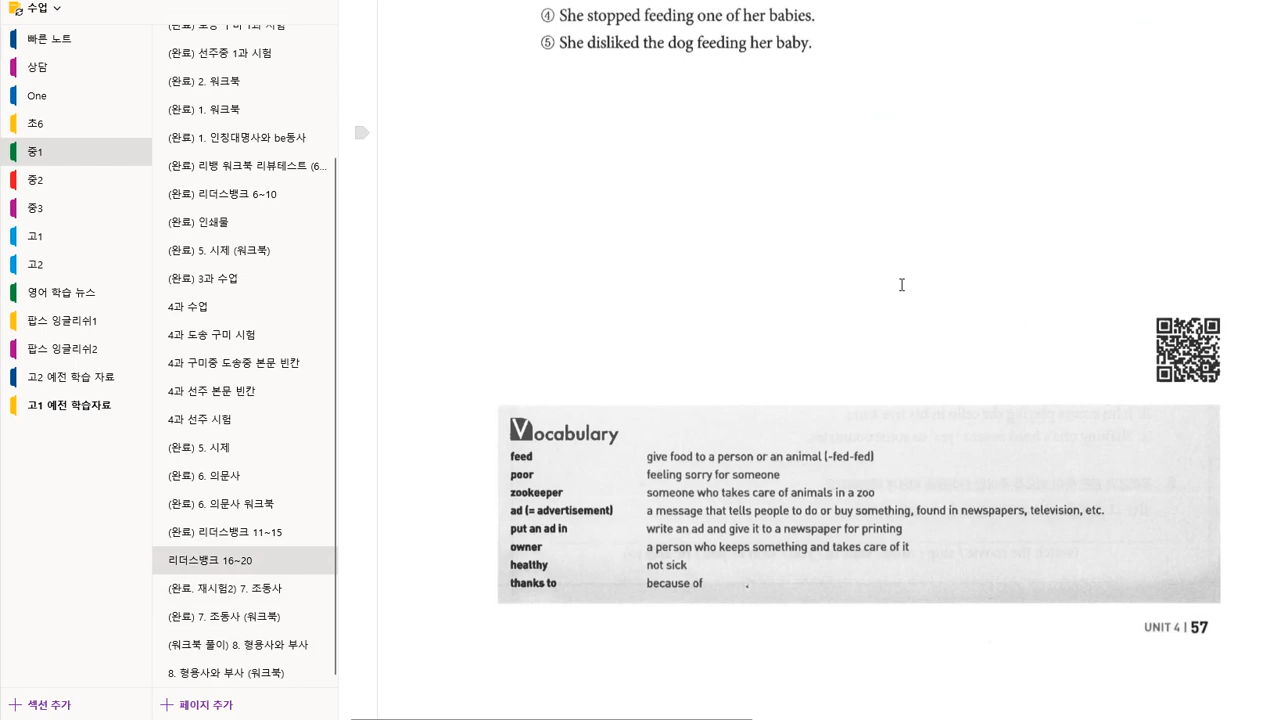 수업
빠른 노트
상담
One
초6
중1
중2
중3
고1
고2
영어 학습 뉴스
팝스 잉글리쉬1
팝스 잉글리쉬2
고2 예전 학습 자료
고1 예전 학습자료
섹션 추가
(완료) 선주중 1과 시험
(완료) 2. 워크북
(완료) 1. 워크북
(완료) 1. 인칭대명사와 be동사
(완료) 리뱅 워크북 리뷰테스트 (6...
(완료) 리더스뱅크 6~10
(완료) 인쇄물
(완료) 5. 시제 (워크북)
(완료) 3과 수업
4과 수업
4과 도송 구미 시험
4과 구미중 도송중 본문 빈칸
4과 선주 본문 빈칸
4과 선주 시험
(완료) 5. 시제
(완료) 6. 의문사
(완료) 6. 의문사 워크북
(완료) 리더스뱅크 11~15
리더스뱅크 16~20
(완료. 재시험2) 7. 조동사
(완료) 7. 조동사 (워크북)
(워크북 풀이) 8. 형용사와 부사
8. 형용사와 부사 (워크북)
페이지 추가
④ She stopped feeding one of her babies.
⑤ She disliked the dog feeding her baby.
Vocabulary
feed give food to a person or an animal (-fed-fed)
poor feeling sorry for someone
zookeeper someone who takes care of animals in a zoo
ad (= advertisement) a message that tells people to do or buy something, found in newspapers, television, etc.
put an ad in write an ad and give it to a newspaper for printing
owner a person who keeps something and takes care of it
healthy not sick
thanks to because of
UNIT 4 | 57